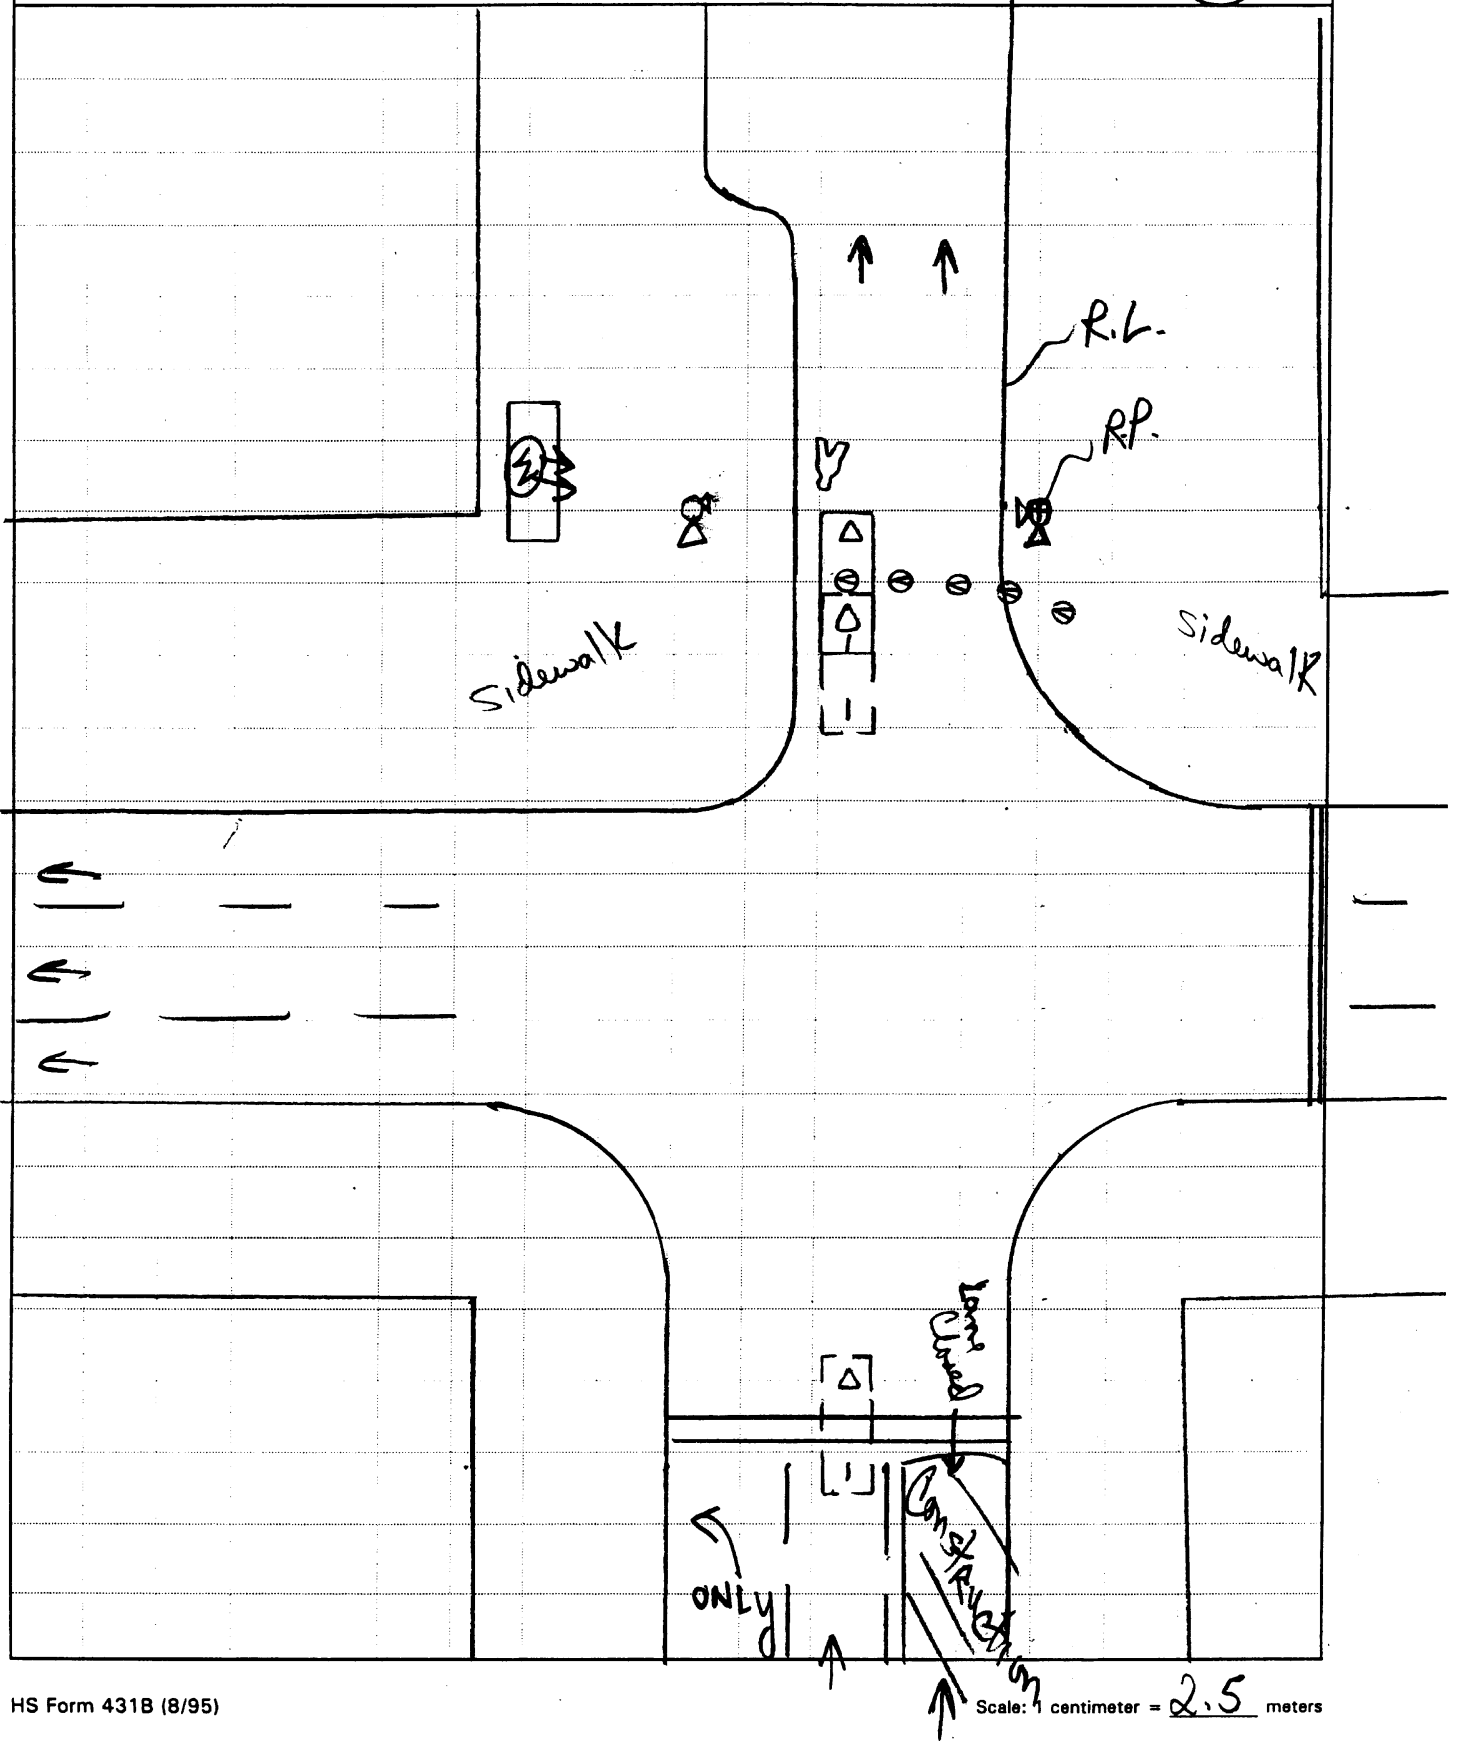 R.L.
R.P.
Sidewalk
Sidewalk
Lane
Closed
Construction
ONLY
HS Form 431B (8/95)
Scale: 1 centimeter = 2.5 meters